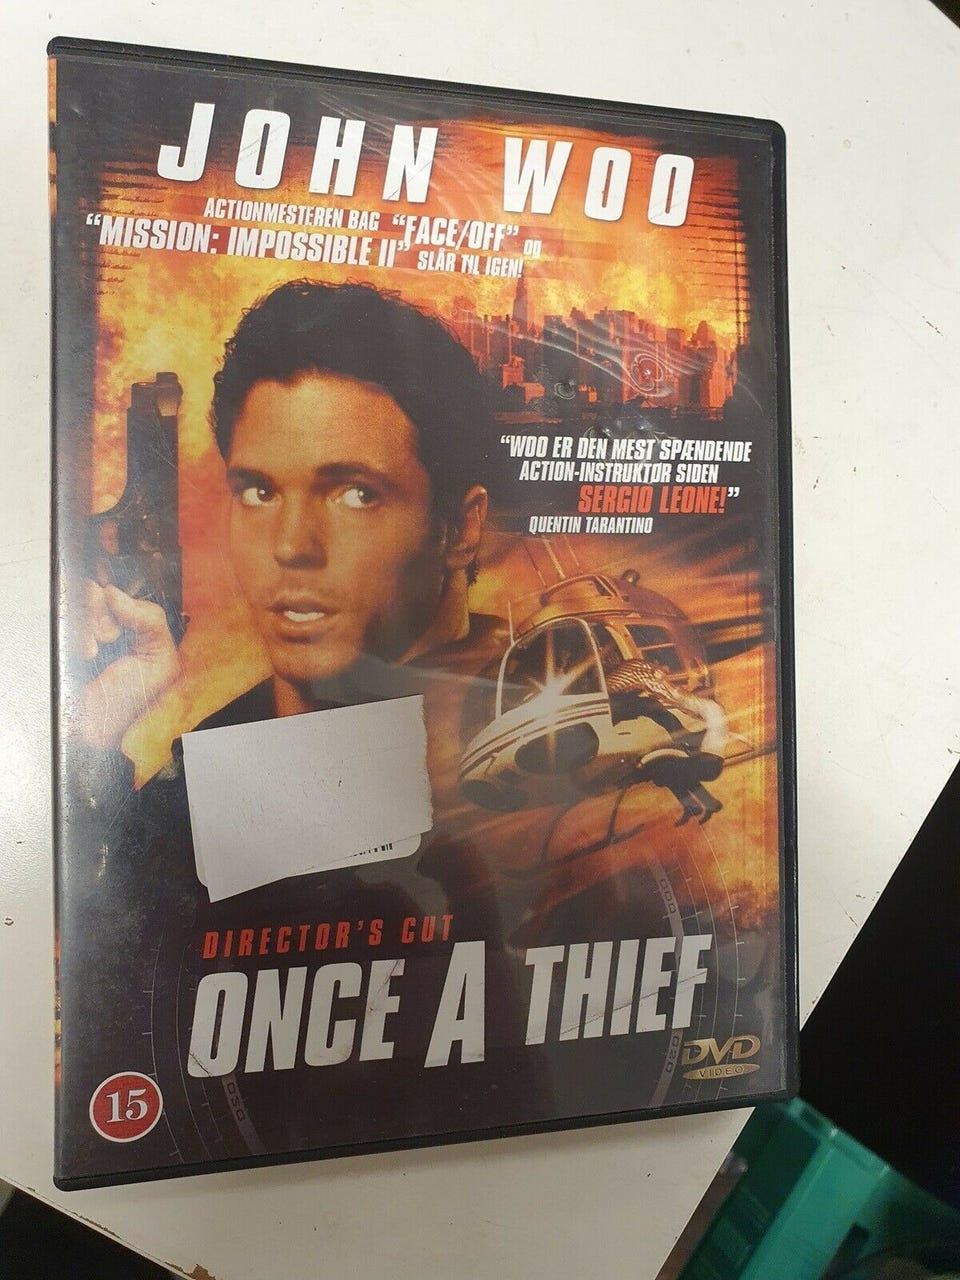 JOHN WOO
ACTIONMESTEREN BAG "FACE/OFF" OG
"MISSION: IMPOSSIBLE II" SLÅR TIL IGEN!
"WOO ER DEN MEST SPÆNDENDE
ACTION-INSTRUKTØR SIDEN
SERGIO LEONE!"
QUENTIN TARANTINO
DIRECTOR'S CUT
ONCE A THIEF
DVD
VIDEO
15